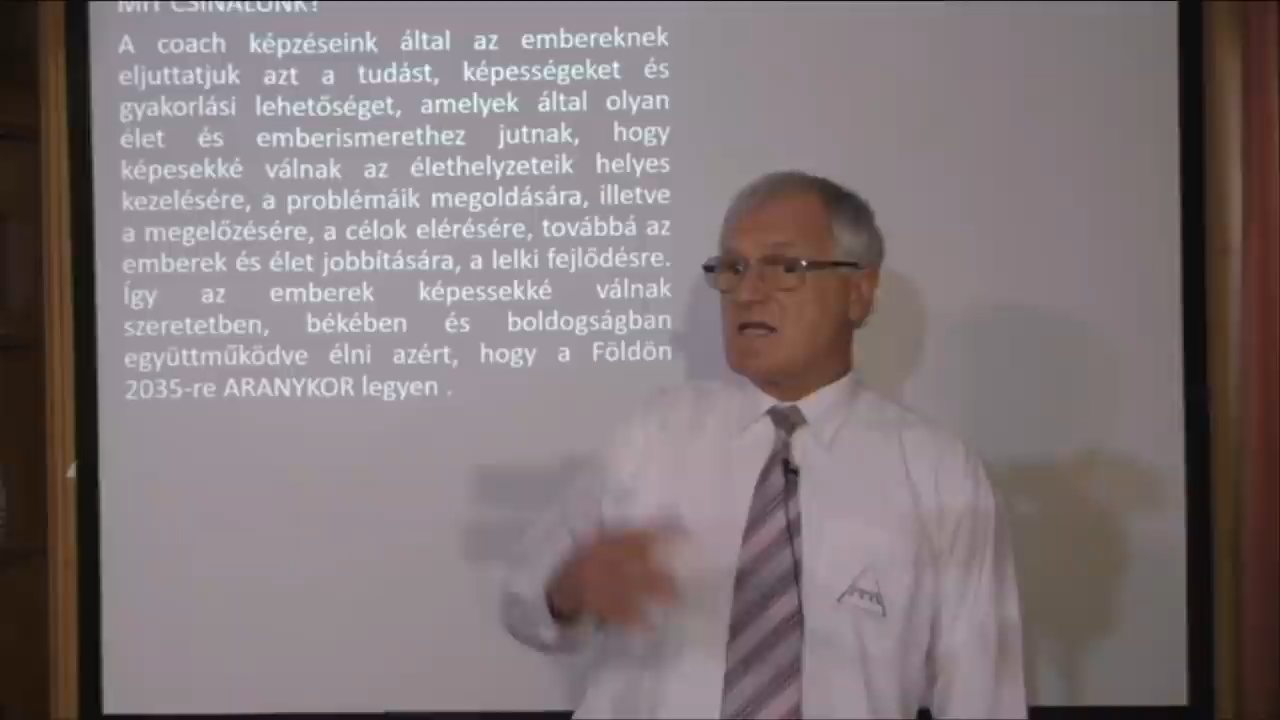 MIT CSINÁLUNK?
A coach képzéseink által az embereknek
eljuttatjuk azt a tudást, képességeket és
gyakorlási lehetőséget, amelyek által olyan
élet és emberismerethez jutnak, hogy
képesekké válnak az élethelyzeteik helyes
kezelésére, a problémáik megoldására, illetve
a megelőzésére, a célok elérésére, továbbá az
emberek és élet jobbítására, a lelki fejlődésre.
Így az emberek képessekké válnak
szeretetben, békében és boldogságban
együttműködve élni azért, hogy a Földön
2035-re ARANYKOR legyen .